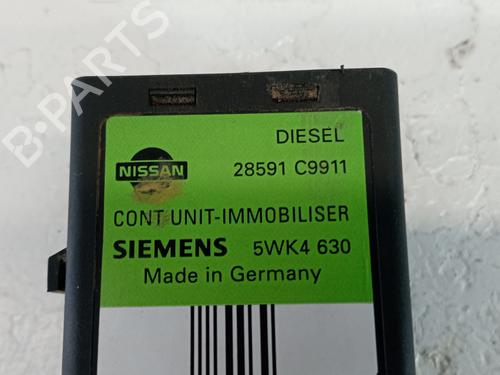 B-PARTS
DIESEL
NISSAN
28591 C9911
CONT UNIT-IMMOBILISER
SIEMENS 5WK4 630
Made in Germany